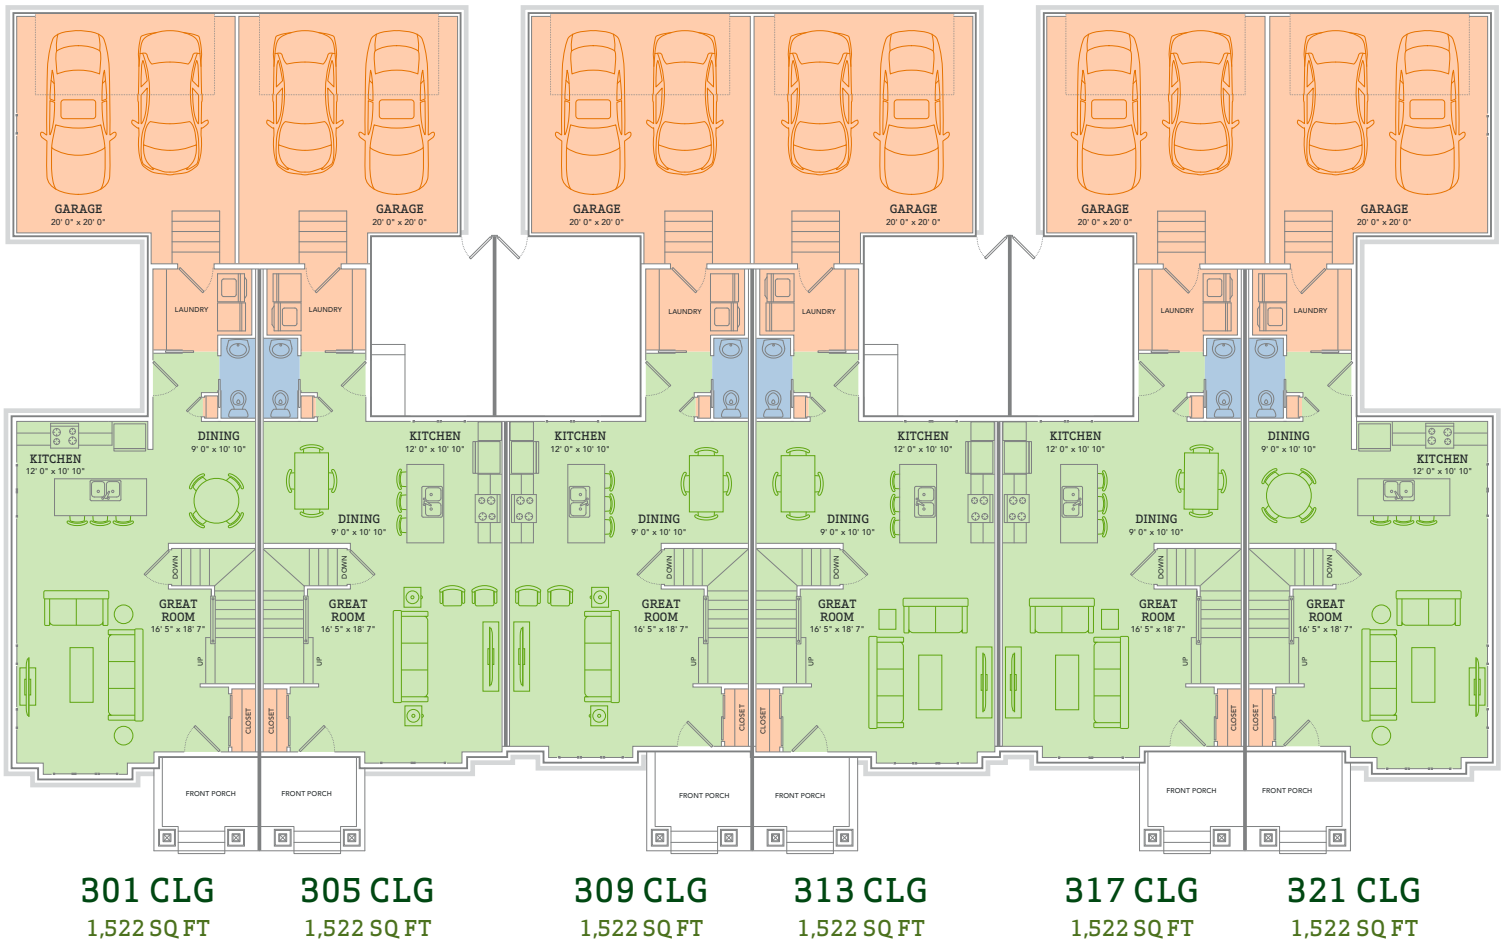 GARAGE
20' 0" x 20' 0"
GARAGE
20' 0" x 20' 0"
GARAGE
20' 0" x 20' 0"
GARAGE
20' 0" x 20' 0"
GARAGE
20' 0" x 20' 0"
GARAGE
20' 0" x 20' 0"
LAUNDRY
LAUNDRY
LAUNDRY
LAUNDRY
LAUNDRY
LAUNDRY
KITCHEN
12' 0" x 10' 10"
DINING
9' 0" x 10' 10"
KITCHEN
12' 0" x 10' 10"
DINING
9' 0" x 10' 10"
KITCHEN
12' 0" x 10' 10"
DINING
9' 0" x 10' 10"
KITCHEN
12' 0" x 10' 10"
DINING
9' 0" x 10' 10"
KITCHEN
12' 0" x 10' 10"
DINING
9' 0" x 10' 10"
DINING
9' 0" x 10' 10"
KITCHEN
12' 0" x 10' 10"
DOWN
DOWN
DOWN
DOWN
DOWN
DOWN
GREAT
ROOM
16' 5" x 18' 7"
GREAT
ROOM
16' 5" x 18' 7"
GREAT
ROOM
16' 5" x 18' 7"
GREAT
ROOM
16' 5" x 18' 7"
GREAT
ROOM
16' 5" x 18' 7"
GREAT
ROOM
16' 5" x 18' 7"
UP
UP
UP
UP
UP
UP
CLOSET
CLOSET
CLOSET
CLOSET
CLOSET
CLOSET
FRONT PORCH
FRONT PORCH
FRONT PORCH
FRONT PORCH
FRONT PORCH
FRONT PORCH
301 CLG
1,522 SQ FT
305 CLG
1,522 SQ FT
309 CLG
1,522 SQ FT
313 CLG
1,522 SQ FT
317 CLG
1,522 SQ FT
321 CLG
1,522 SQ FT